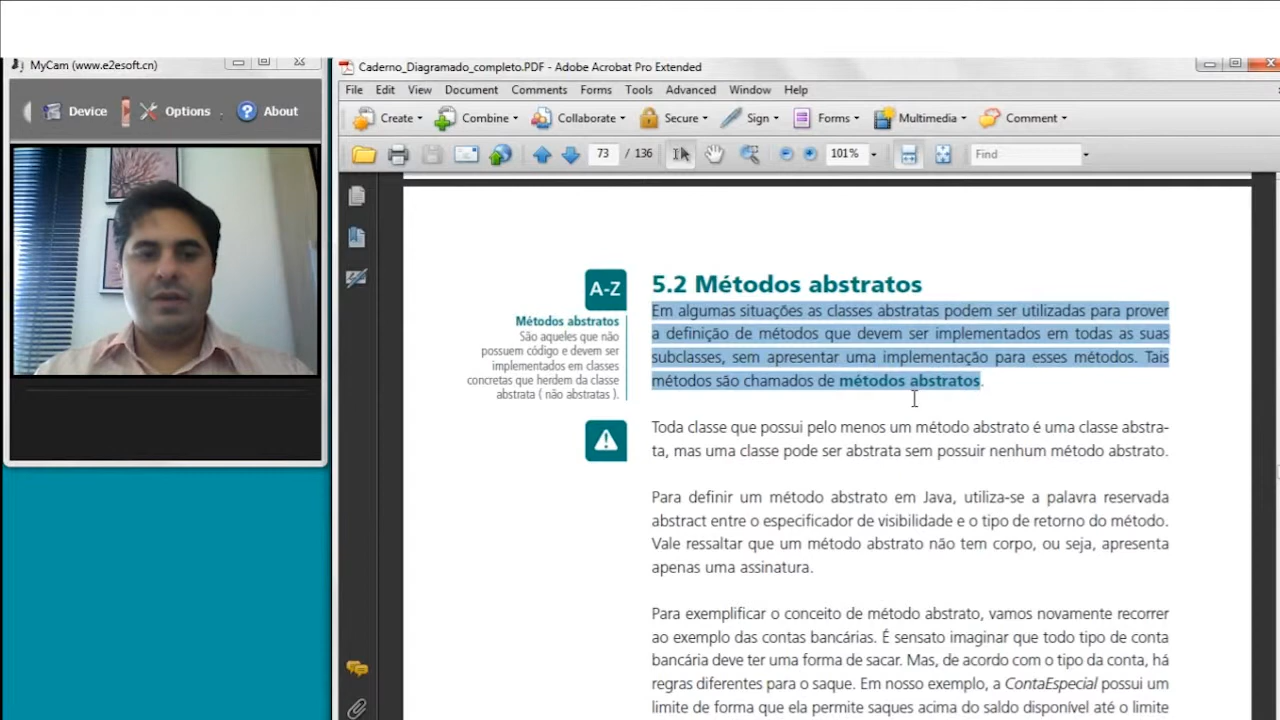 MyCam (www.e2esoft.cn)
Device
Options
About
Caderno_Diagramado_completo.PDF - Adobe Acrobat Pro Extended
File Edit View Document Comments Forms Tools Advanced Window Help
Create Combine Collaborate Secure Sign Forms Multimedia Comment
73 / 136 101% Find
A-Z
Métodos abstratos
São aqueles que não
possuem código e devem ser
implementados em classes
concretas que herdem da classe
abstrata ( não abstratas ).
5.2 Métodos abstratos
Em algumas situações as classes abstratas podem ser utilizadas para prover
a definição de métodos que devem ser implementados em todas as suas
subclasses, sem apresentar uma implementação para esses métodos. Tais
métodos são chamados de métodos abstratos.
Toda classe que possui pelo menos um método abstrato é uma classe abstra-
ta, mas uma classe pode ser abstrata sem possuir nenhum método abstrato.
Para definir um método abstrato em Java, utiliza-se a palavra reservada
abstract entre o especificador de visibilidade e o tipo de retorno do método.
Vale ressaltar que um método abstrato não tem corpo, ou seja, apresenta
apenas uma assinatura.
Para exemplificar o conceito de método abstrato, vamos novamente recorrer
ao exemplo das contas bancárias. É sensato imaginar que todo tipo de conta
bancária deve ter uma forma de sacar. Mas, de acordo com o tipo da conta, há
regras diferentes para o saque. Em nosso exemplo, a ContaEspecial possui um
limite de forma que ela permite saques acima do saldo disponível até o limite